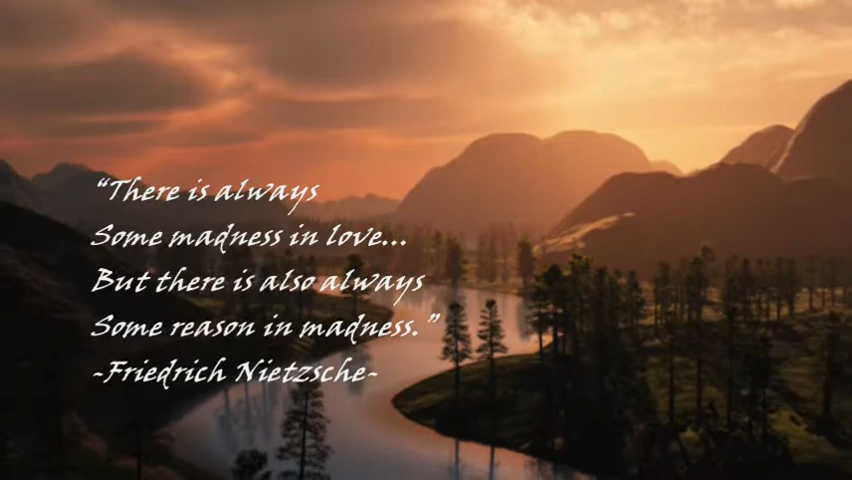 “There is always
Some madness in love...
But there is also always
Some reason in madness.”
~Friedrich Nietzsche~